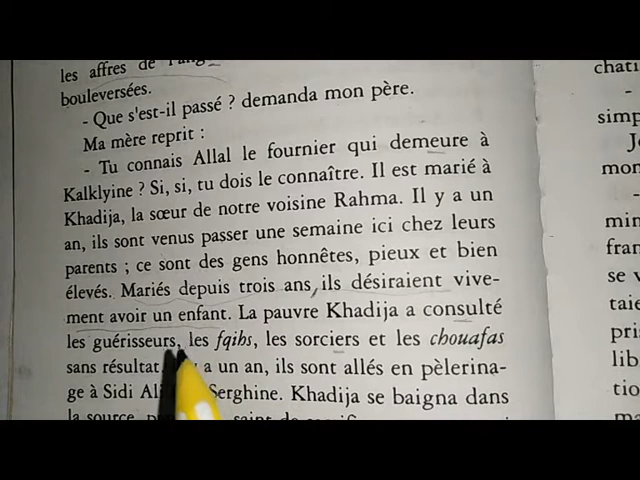 les affres de
bouleversées.
- Que s'est-il passé ? demanda mon père.
Ma mère reprit :
- Tu connais Allal le fournier qui demeure à
Kalklyine ? Si, si, tu dois le connaître. Il est marié à
Khadija, la sœur de notre voisine Rahma. Il y a un
an, ils sont venus passer une semaine ici chez leurs
parents ; ce sont des gens honnêtes, pieux et bien
élevés. Mariés depuis trois ans, ils désiraient vive-
ment avoir un enfant. La pauvre Khadija a consulté
les guérisseurs, les fqihs, les sorciers et les chouafas
sans résultat a un an, ils sont allés en pèlerina-
ge à Sidi Ali Serghine. Khadija se baigna dans
la source
chati
-
simp
mon
-
min
fran
se v
taie
pris
lib
tio